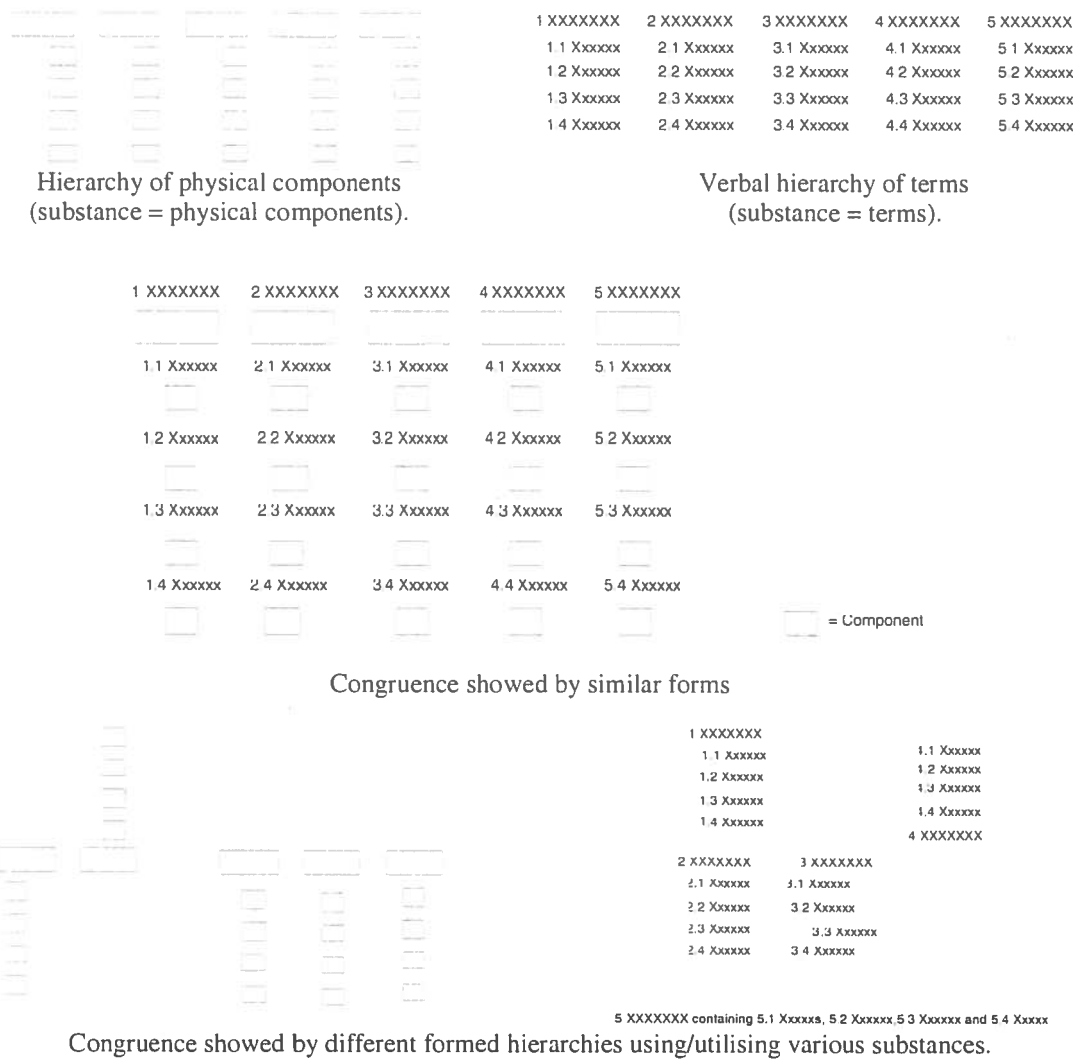 1 XXXXXXX 2 XXXXXXX 3 XXXXXXX 4 XXXXXXX 5 XXXXXXX
1.1 Xxxxxx 2.1 Xxxxxx 3.1 Xxxxxx 4.1 Xxxxxx 5 1 Xxxxxx
1 2 Xxxxxx 2 2 Xxxxxx 3 2 Xxxxxx 4 2 Xxxxxx 5 2 Xxxxxx
1.3 Xxxxxx 2.3 Xxxxxx 3.3 Xxxxxx 4.3 Xxxxxx 5 3 Xxxxxx
1 4 Xxxxxx 2.4 Xxxxxx 3.4 Xxxxxx 4.4 Xxxxxx 5.4 Xxxxxx
Hierarchy of physical components
(substance = physical components).
Verbal hierarchy of terms
(substance = terms).
1 XXXXXXX 2 XXXXXXX 3 XXXXXXX 4 XXXXXXX 5 XXXXXXX
1.1 Xxxxxx 2.1 Xxxxxx 3.1 Xxxxxx 4.1 Xxxxxx 5.1 Xxxxxx
1.2 Xxxxxx 2 2 Xxxxxx 3.2 Xxxxxx 4 2 Xxxxxx 5 2 Xxxxxx
1.3 Xxxxxx 2 3 Xxxxxx 3.3 Xxxxxx 4 3 Xxxxxx 5 3 Xxxxxx
1.4 Xxxxxx 2 4 Xxxxxx 3 4 Xxxxxx 4.4 Xxxxxx 5 4 Xxxxxx
= Component
Congruence showed by similar forms
1 XXXXXXX
1 1 Xxxxxx
1.2 Xxxxxx
1 3 Xxxxxx
1 4 Xxxxxx
1.1 Xxxxxx
1 2 Xxxxxx
1.3 Xxxxxx
1.4 Xxxxxx
4 XXXXXXX
2 XXXXXXX 3 XXXXXXX
2.1 Xxxxxx 3.1 Xxxxxx
2 2 Xxxxxx 3 2 Xxxxxx
2.3 Xxxxxx 3.3 Xxxxxx
2 4 Xxxxxx 3 4 Xxxxxx
5 XXXXXXX containing 5.1 Xxxxxs, 5 2 Xxxxxx,5 3 Xxxxxx and 5 4 Xxxxx
Congruence showed by different formed hierarchies using/utilising various substances.